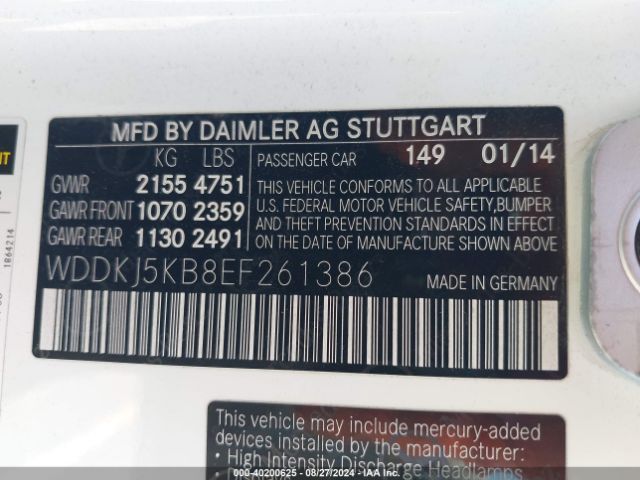 MFD BY DAIMLER AG STUTTGART
KG LBS
GVWR 2155 4751
GAWR FRONT 1070 2359
GAWR REAR 1130 2491
PASSENGER CAR 149 01/14
THIS VEHICLE CONFORMS TO ALL APPLICABLE
U.S. FEDERAL MOTOR VEHICLE SAFETY,BUMPER
AND THEFT PREVENTION STANDARDS IN EFFECT
ON THE DATE OF MANUFACTURE SHOWN ABOVE
WDDKJ5KB8EF261386 MADE IN GERMANY
1864214
This vehicle may include mercury-added
devices installed by the manufacturer:
- High Intensity Discharge Headlamps
000-40200625 - 08/27/2024 - IAA Inc.